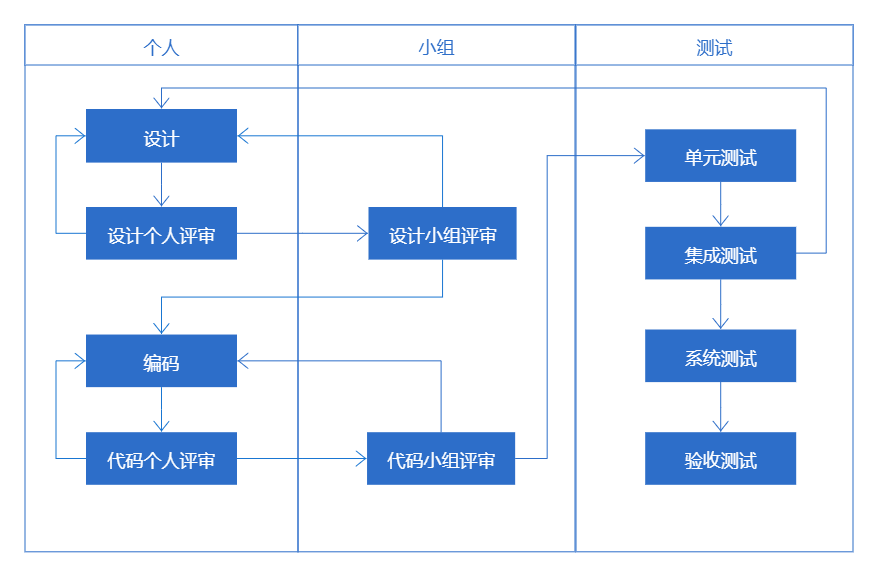 个人
小组
测试
设计
单元测试
设计个人评审
设计小组评审
集成测试
编码
系统测试
代码个人评审
代码小组评审
验收测试